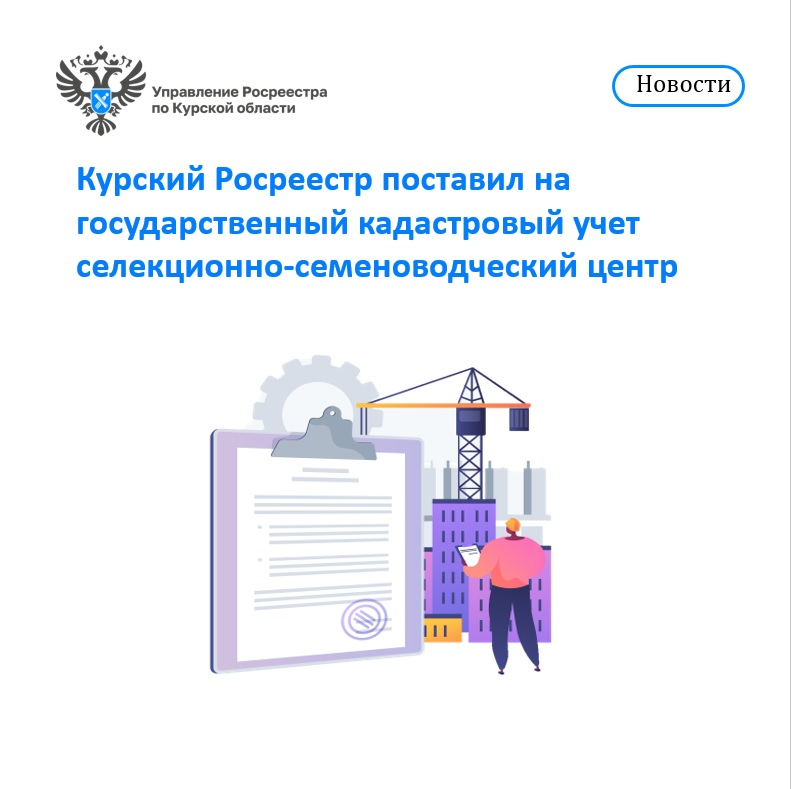 Управление Росреестра
по Курской области
Новости
Курский Росреестр поставил на
государственный кадастровый учет
селекционно-семеноводческий центр